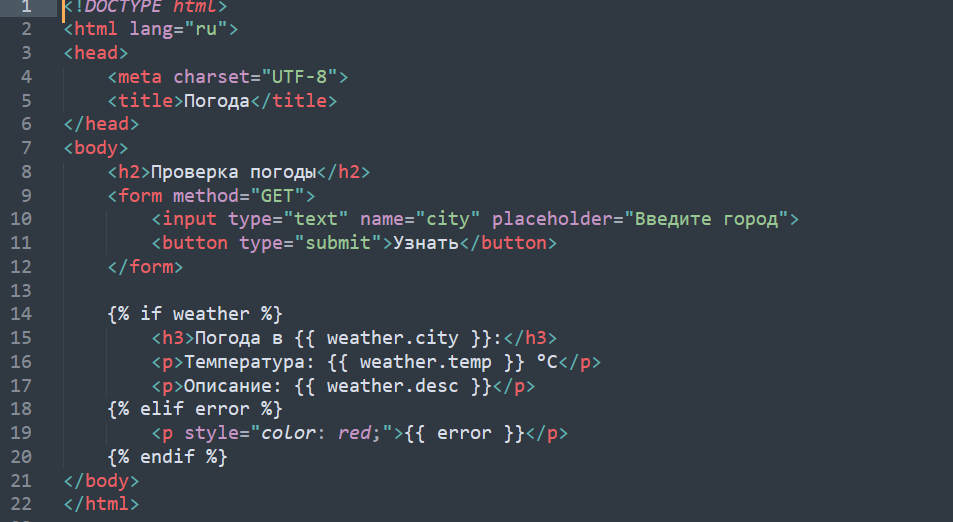 1 <!DOCTYPE html>
2 <html lang="ru">
3 <head>
4     <meta charset="UTF-8">
5     <title>Погода</title>
6 </head>
7 <body>
8     <h2>Проверка погоды</h2>
9     <form method="GET">
10         <input type="text" name="city" placeholder="Введите город">
11         <button type="submit">Узнать</button>
12     </form>
13
14     {% if weather %}
15         <h3>Погода в {{ weather.city }}:</h3>
16         <p>Температура: {{ weather.temp }} °C</p>
17         <p>Описание: {{ weather.desc }}</p>
18     {% elif error %}
19         <p style="color: red;">{{ error }}</p>
20     {% endif %}
21 </body>
22 </html>